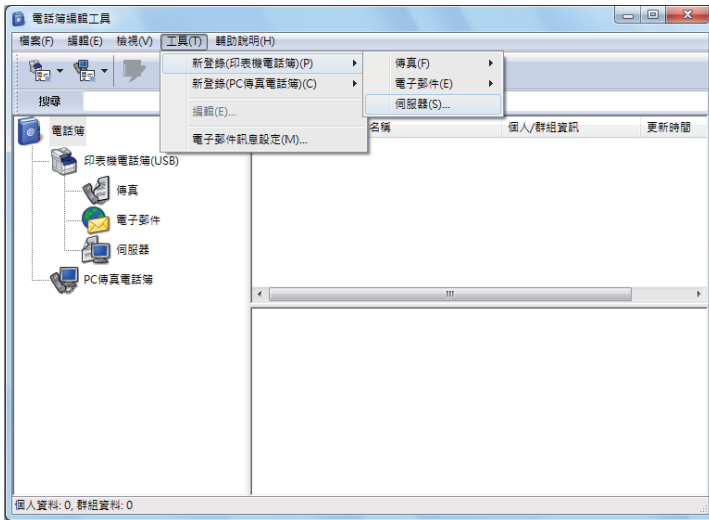 電話簿編輯工具
檔案(F) 編輯(E) 檢視(V) 工具(T) 輔助說明(H)
新登錄(印表機電話簿)(P)
新登錄(PC傳真電話簿)(C)
編輯(E)...
電子郵件訊息設定(M)...
傳真(F)
電子郵件(E)
伺服器(S)...
搜尋
名稱 個人/群組資訊 更新時間
電話簿
印表機電話簿(USB)
傳真
電子郵件
伺服器
PC傳真電話簿
個人資料: 0, 群組資料: 0